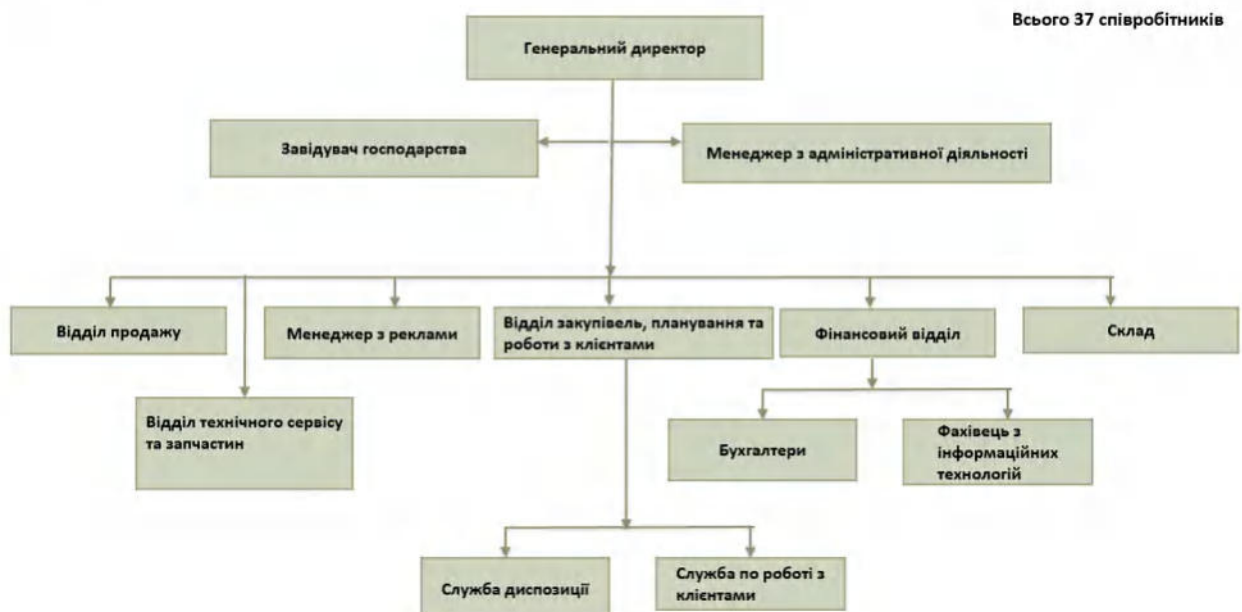 Всього 37 співробітників
Генеральний директор
Завідувач господарства
Менеджер з адміністративної діяльності
Відділ продажу
Менеджер з реклами
Відділ закупівель, планування та
роботи з клієнтами
Фінансовий відділ
Склад
Відділ технічного сервісу
та запчастин
Бухгалтери
Фахівець з
інформаційних
технологій
Служба диспозиції
Служба по роботі з
клієнтами